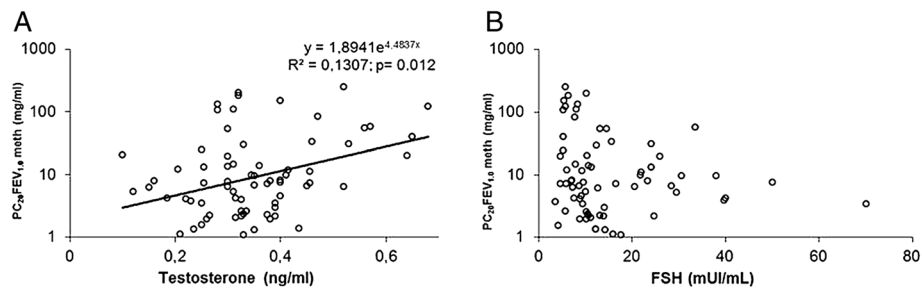 A
y = 1,8941e4,4837x
R² = 0,1307; p= 0.012
PC20FEV1,0 meth (mg/ml)
1000
100
10
1
0
0,2
0,4
0,6
Testosterone (ng/ml)
B
PC20FEV1,0 meth (mg/ml)
1000
100
10
1
0
20
40
60
80
FSH (mUI/mL)